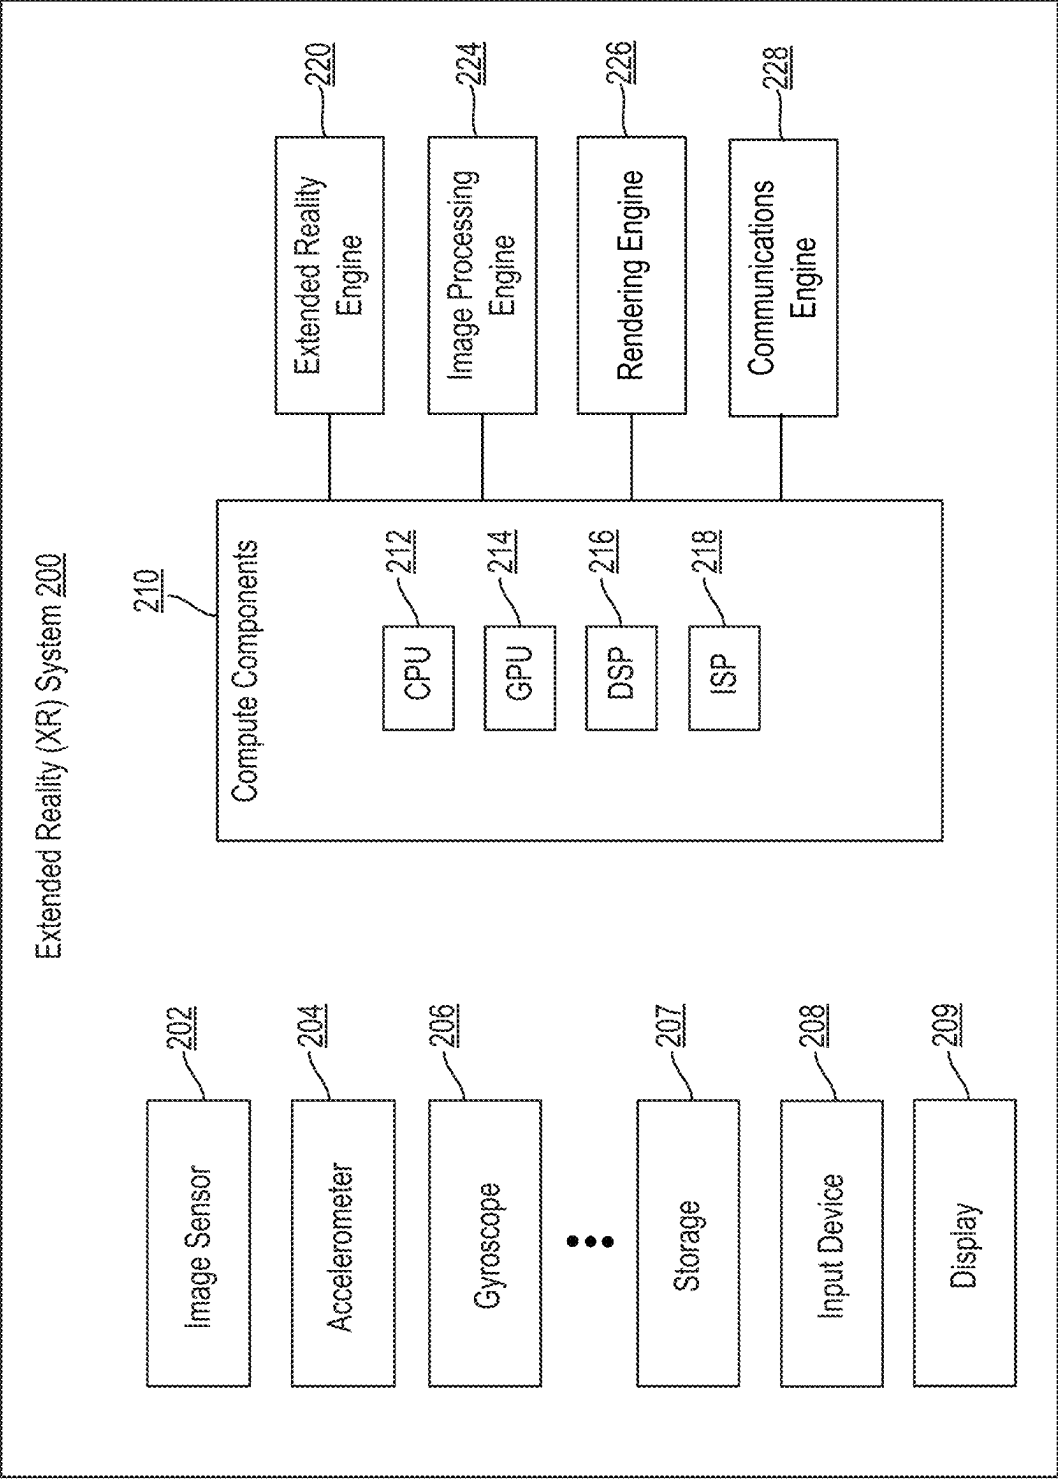 Extended Reality (XR) System 200
Image Sensor
202
Accelerometer
204
Gyroscope
206
Storage
207
Input Device
208
Display
209
210
Compute Components
CPU
212
GPU
214
DSP
216
ISP
218
Extended Reality
Engine
220
Image Processing
Engine
224
Rendering Engine
226
Communications
Engine
228